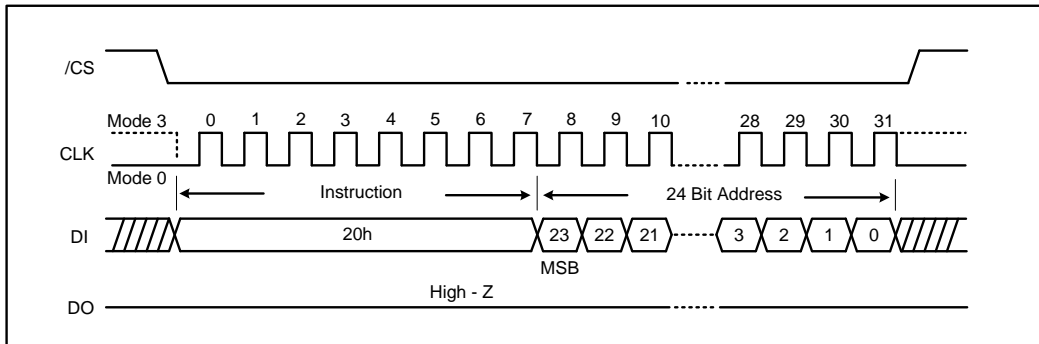 /CS
Mode 3 0 1 2 3 4 5 6 7 8 9 10 28 29 30 31
CLK
Mode 0
Instruction 24 Bit Address
DI 20h 23 22 21 3 2 1 0
MSB
High - Z
DO